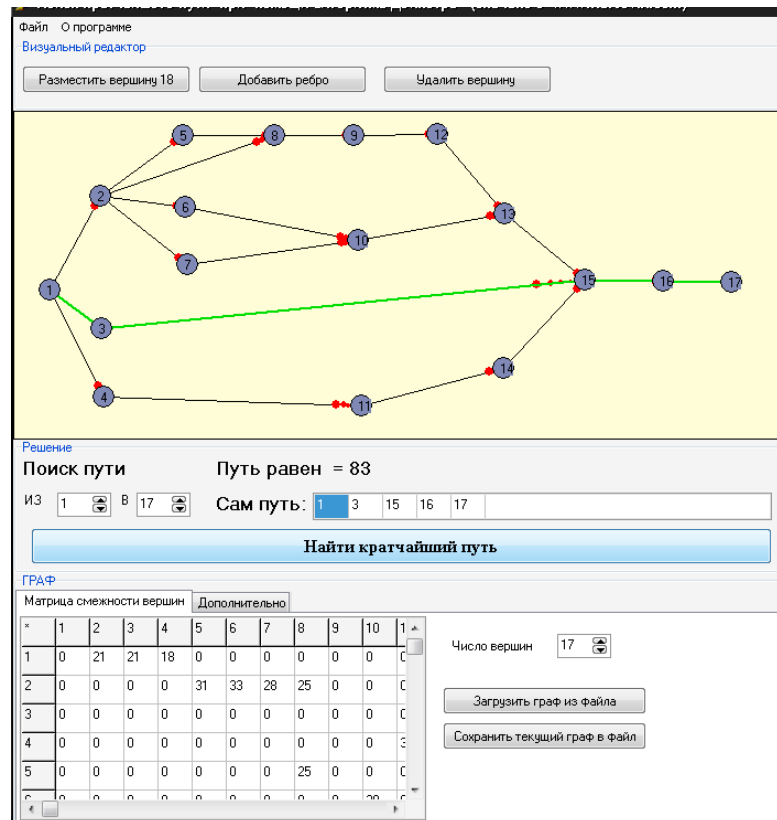 Файл О программе
Визуальный редактор
Разместить вершину 18 Добавить ребро Удалить вершину
5 8 9 12
2
6 13
10
7
1 15 16 17
3
14
4
11
Решение
Поиск пути Путь равен = 83
ИЗ 1 В 17 Сам путь: 1 3 15 16 17
Найти кратчайший путь
ГРАФ
Матрица смежности вершин Дополнительно
* 1 2 3 4 5 6 7 8 9 10
1 0 21 21 18 0 0 0 0 0 0
Число вершин 17
2 0 0 0 0 31 33 28 25 0 0
3 0 0 0 0 0 0 0 0 0 0
Загрузить граф из файла
4 0 0 0 0 0 0 0 0 0 0
Сохранить текущий граф в файл
5 0 0 0 0 0 0 0 25 0 0